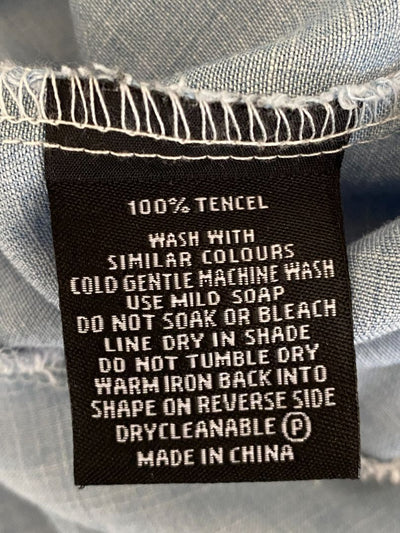 100% TENCEL
WASH WITH
SIMILAR COLOURS
COLD GENTLE MACHINE WASH
USE MILD SOAP
DO NOT SOAK OR BLEACH
LINE DRY IN SHADE
DO NOT TUMBLE DRY
WARM IRON BACK INTO
SHAPE ON REVERSE SIDE
DRYCLEANABLE Ⓟ
MADE IN CHINA